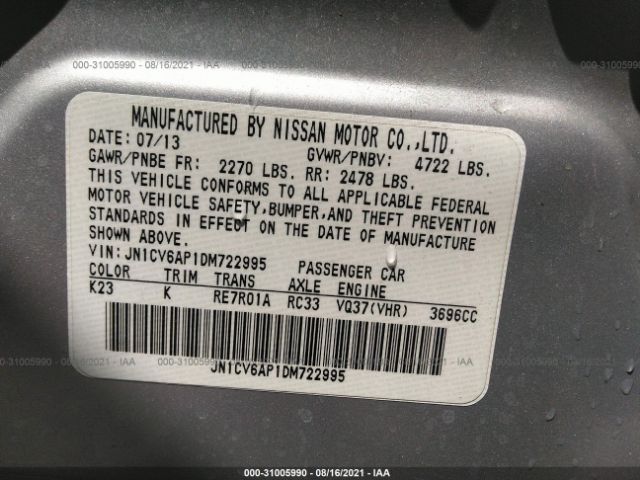 000-31005990 - 08/16/2021 - IAA
MANUFACTURED BY NISSAN MOTOR CO.,LTD.
DATE: 07/13 GVWR/PNBV: 4722 LBS.
GAWR/PNBE FR: 2270 LBS. RR: 2478 LBS.
THIS VEHICLE CONFORMS TO ALL APPLICABLE FEDERAL
MOTOR VEHICLE SAFETY,BUMPER,AND THEFT PREVENTION
STANDARDS IN EFFECT ON THE DATE OF MANUFACTURE
SHOWN ABOVE.
VIN: JN1CV6AP1DM722995 PASSENGER CAR
COLOR TRIM TRANS AXLE ENGINE
K23 K RE7R01A RC33 VQ37(VHR) 3696CC
JN1CV6AP1DM722995
000-31005990 - 08/16/2021 - IAA